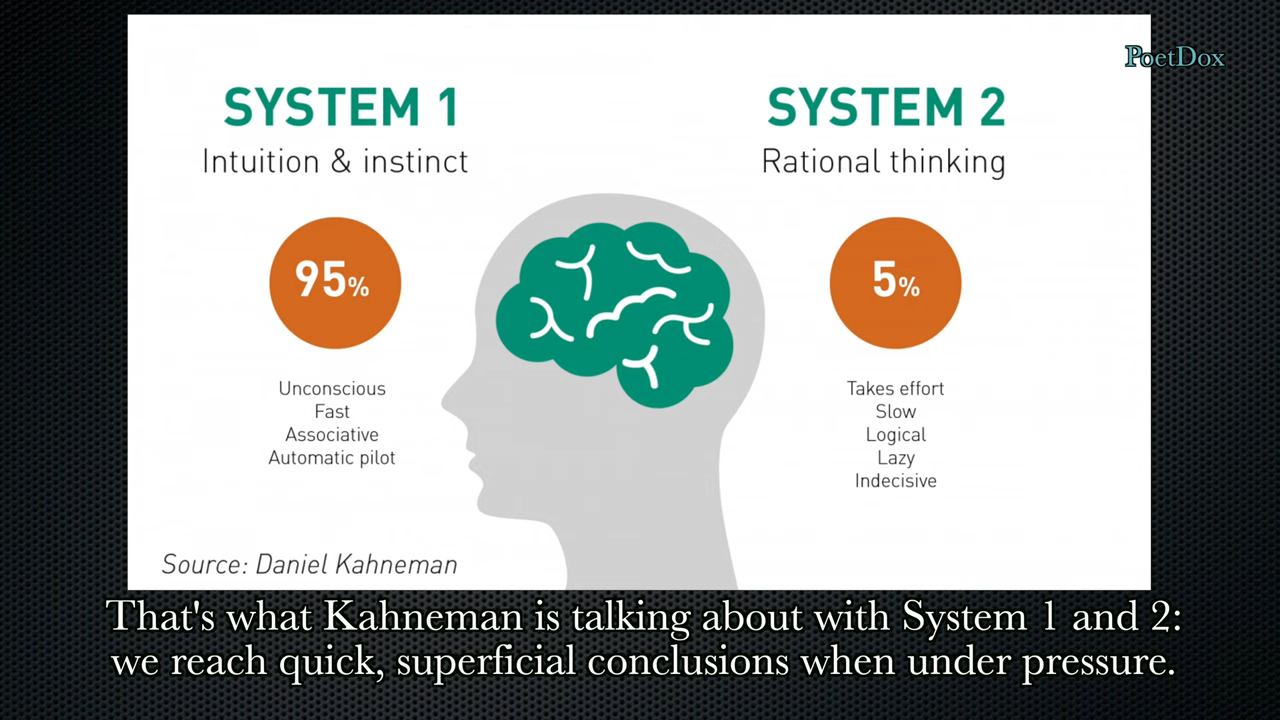 PoetDox
SYSTEM 1
Intuition & instinct
95%
Unconscious
Fast
Associative
Automatic pilot
SYSTEM 2
Rational thinking
5%
Takes effort
Slow
Logical
Lazy
Indecisive
Source: Daniel Kahneman
That's what Kahneman is talking about with System 1 and 2:
we reach quick, superficial conclusions when under pressure.